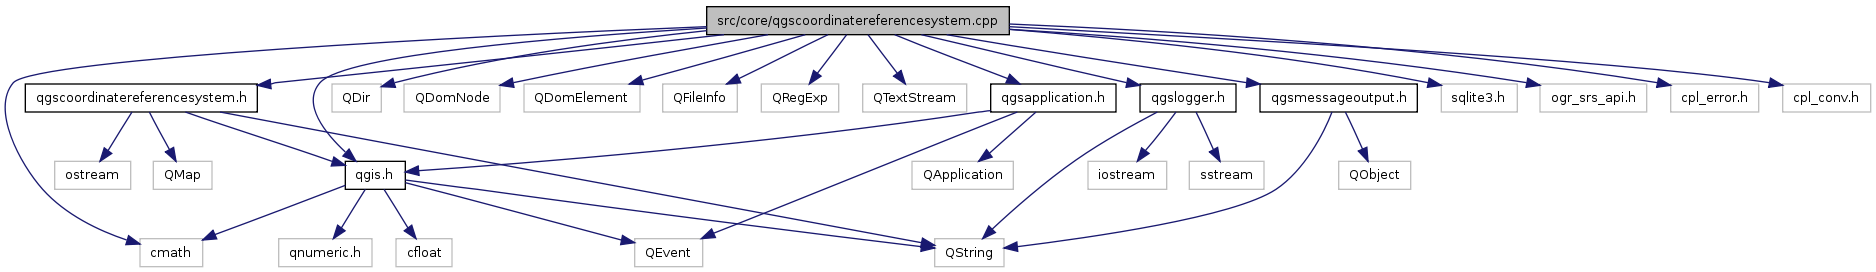 src/core/qgscoordinatereferencesystem.cpp
qgscoordinatereferencesystem.h
QDir
QDomNode
QDomElement
QFileInfo
QRegExp
QTextStream
qgsapplication.h
qgslogger.h
qgsmessageoutput.h
sqlite3.h
ogr_srs_api.h
cpl_error.h
cpl_conv.h
ostream
QMap
qgis.h
QApplication
iostream
sstream
QObject
cmath
qnumeric.h
cfloat
QEvent
QString